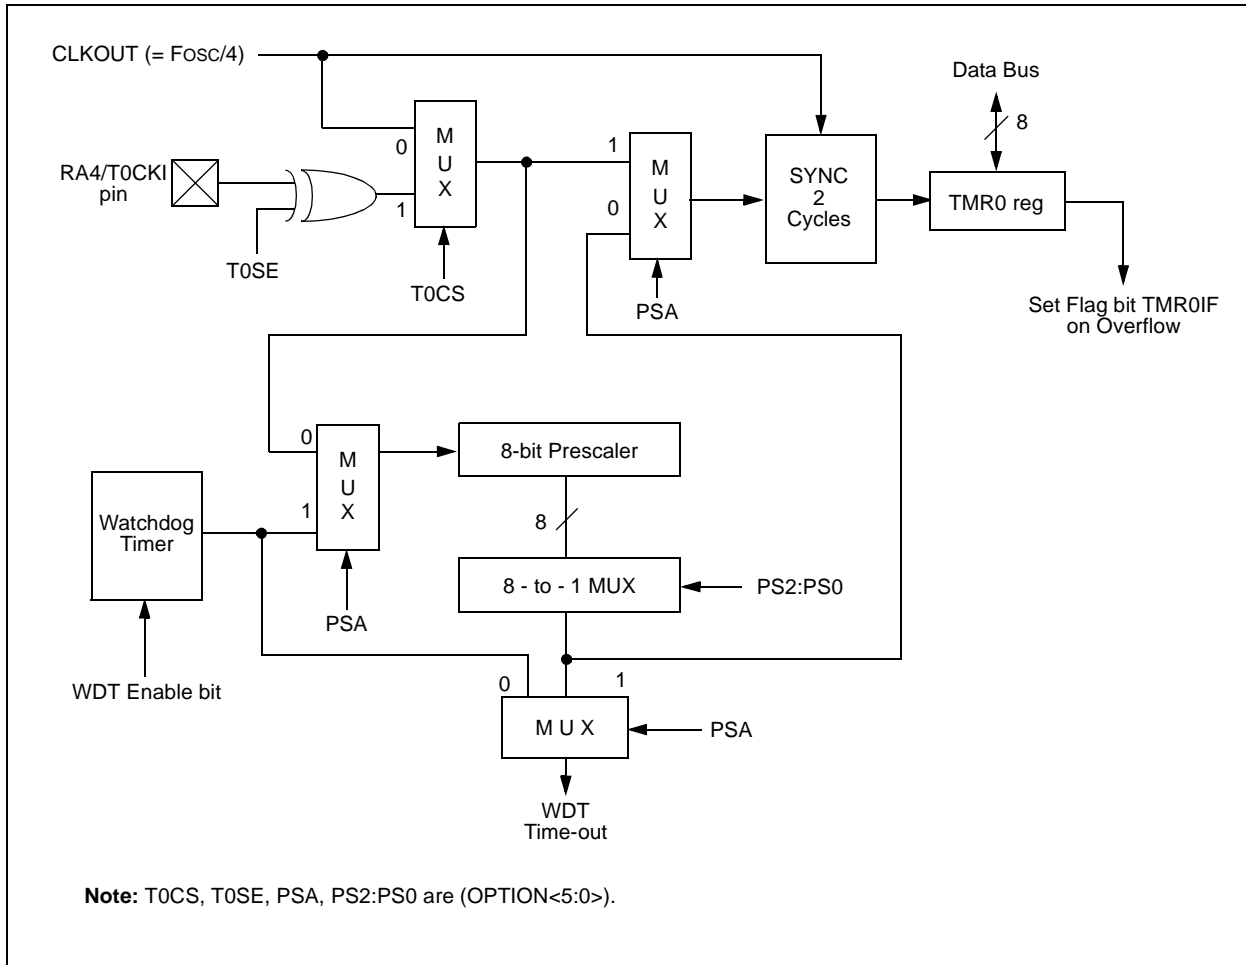 CLKOUT (= FOSC/4)
Data Bus
8
M
U
X
0
1
RA4/T0CKI
pin
T0SE
T0CS
1
0
M
U
X
PSA
SYNC
2
Cycles
TMR0 reg
Set Flag bit TMR0IF
on Overflow
0
1
M
U
X
PSA
8-bit Prescaler
8
Watchdog
Timer
8 - to - 1 MUX
PS2:PS0
WDT Enable bit
0
1
M U X
PSA
WDT
Time-out
Note: T0CS, T0SE, PSA, PS2:PS0 are (OPTION<5:0>).